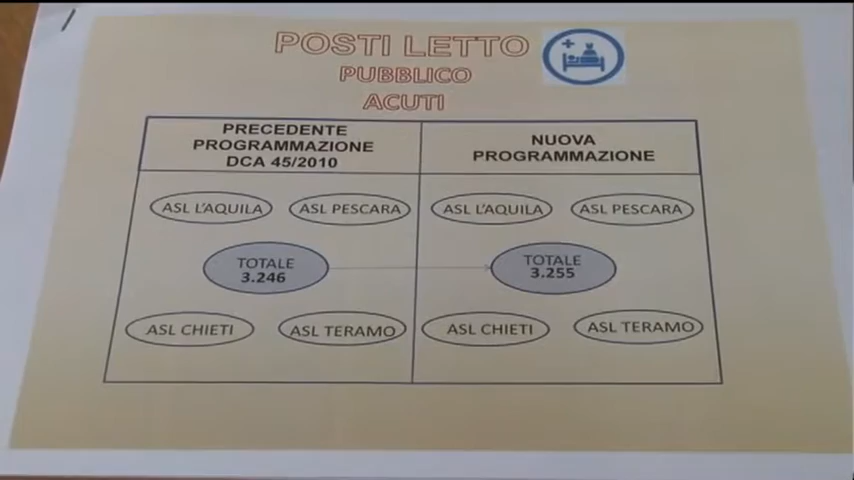 POSTI LETTO
PUBBLICO
ACUTI
PRECEDENTE
PROGRAMMAZIONE
DCA 45/2010
NUOVA
PROGRAMMAZIONE
ASL L'AQUILA
ASL PESCARA
ASL L'AQUILA
ASL PESCARA
TOTALE
3.246
TOTALE
3.255
ASL CHIETI
ASL TERAMO
ASL CHIETI
ASL TERAMO